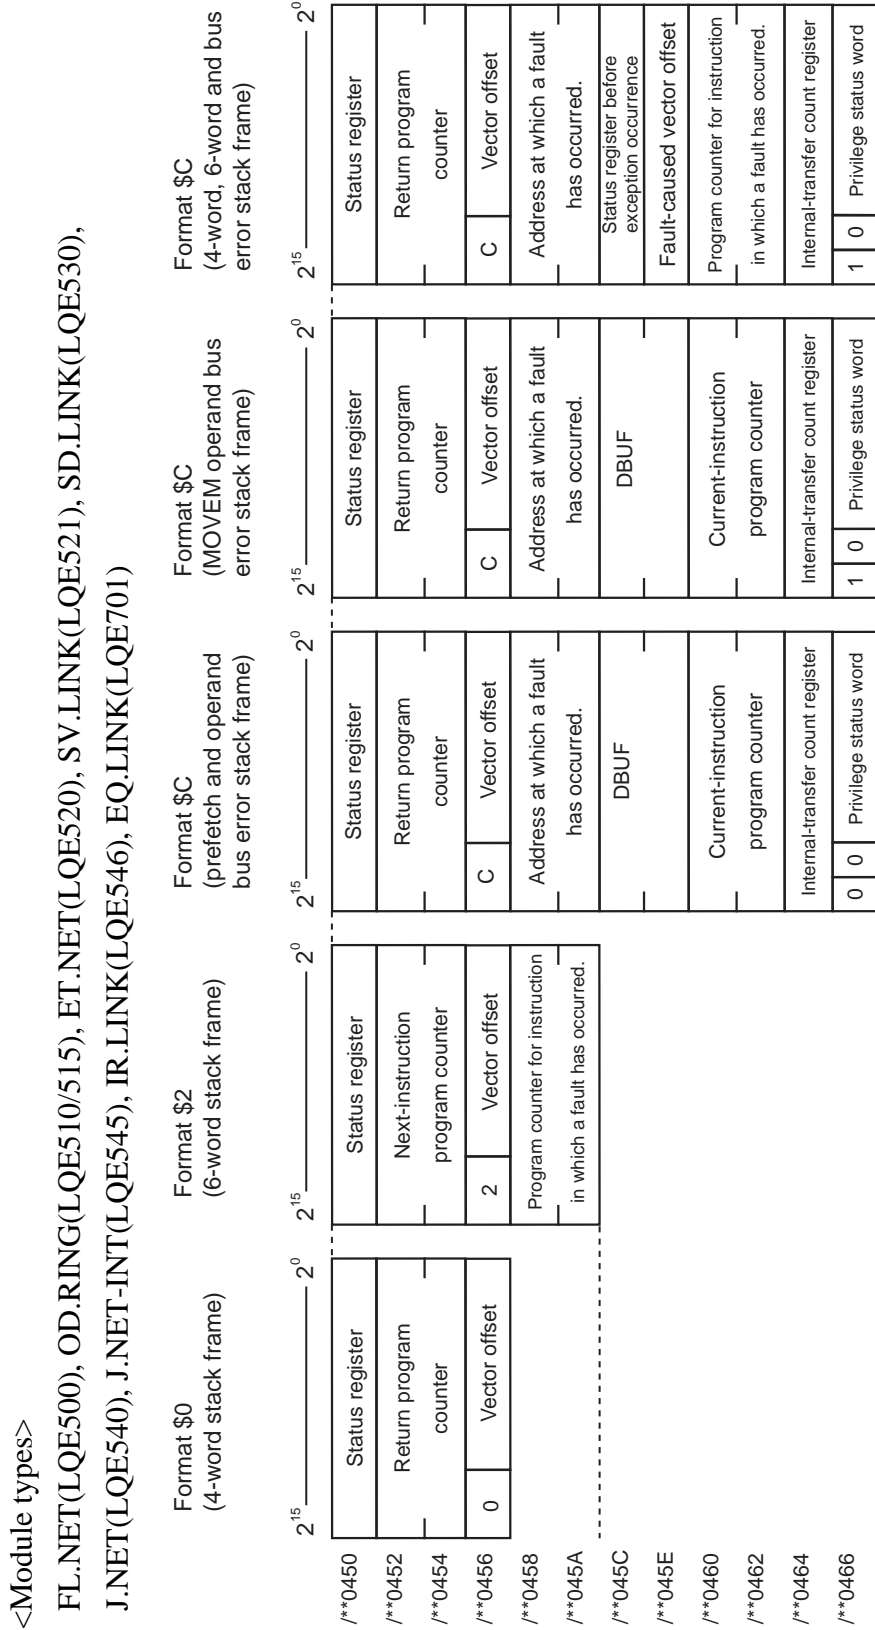 <Module types>
FL.NET(LQE500), OD.RING(LQE510/515), ET.NET(LQE520), SV.LINK(LQE521), SD.LINK(LQE530),
J.NET(LQE540), J.NET-INT(LQE545), IR.LINK(LQE546), EQ.LINK(LQE701)
/**0450
/**0452
/**0454
/**0456
/**0458
/**045A
/**045C
/**045E
/**0460
/**0462
/**0464
/**0466
Format $0
(4-word stack frame)
2¹⁵ 2⁰
Status register
Return program
counter
0 Vector offset
Format $2
(6-word stack frame)
2¹⁵ 2⁰
Status register
Next-instruction
program counter
2 Vector offset
Program counter for instruction
in which a fault has occurred.
Format $C
(prefetch and operand
bus error stack frame)
2¹⁵ 2⁰
Status register
Return program
counter
C Vector offset
Address at which a fault
has occurred.
DBUF
Current-instruction
program counter
Internal-transfer count register
0 0 Privilege status word
Format $C
(MOVEM operand bus
error stack frame)
2¹⁵ 2⁰
Status register
Return program
counter
C Vector offset
Address at which a fault
has occurred.
DBUF
Current-instruction
program counter
Internal-transfer count register
1 0 Privilege status word
Format $C
(4-word, 6-word and bus
error stack frame)
2¹⁵ 2⁰
Status register
Return program
counter
C Vector offset
Address at which a fault
has occurred.
Status register before
exception occurrence
Fault-caused vector offset
Program counter for instruction
in which a fault has occurred.
Internal-transfer count register
1 0 Privilege status word